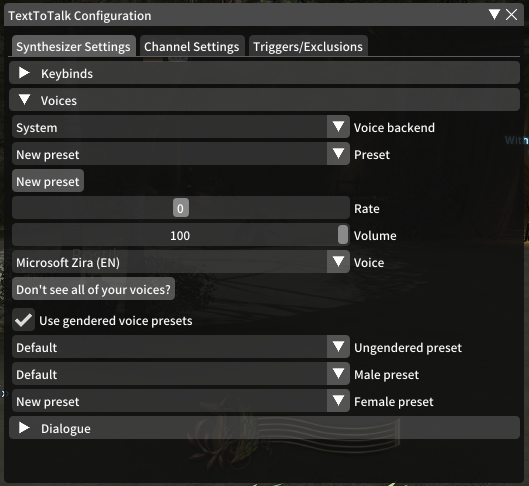 TextToTalk Configuration
Synthesizer Settings Channel Settings Triggers/Exclusions
Keybinds
Voices
System Voice backend
New preset Preset
New preset
0 Rate
100 Volume
Microsoft Zira (EN) Voice
Don't see all of your voices?
Use gendered voice presets
Default Ungendered preset
Default Male preset
New preset Female preset
Dialogue
With